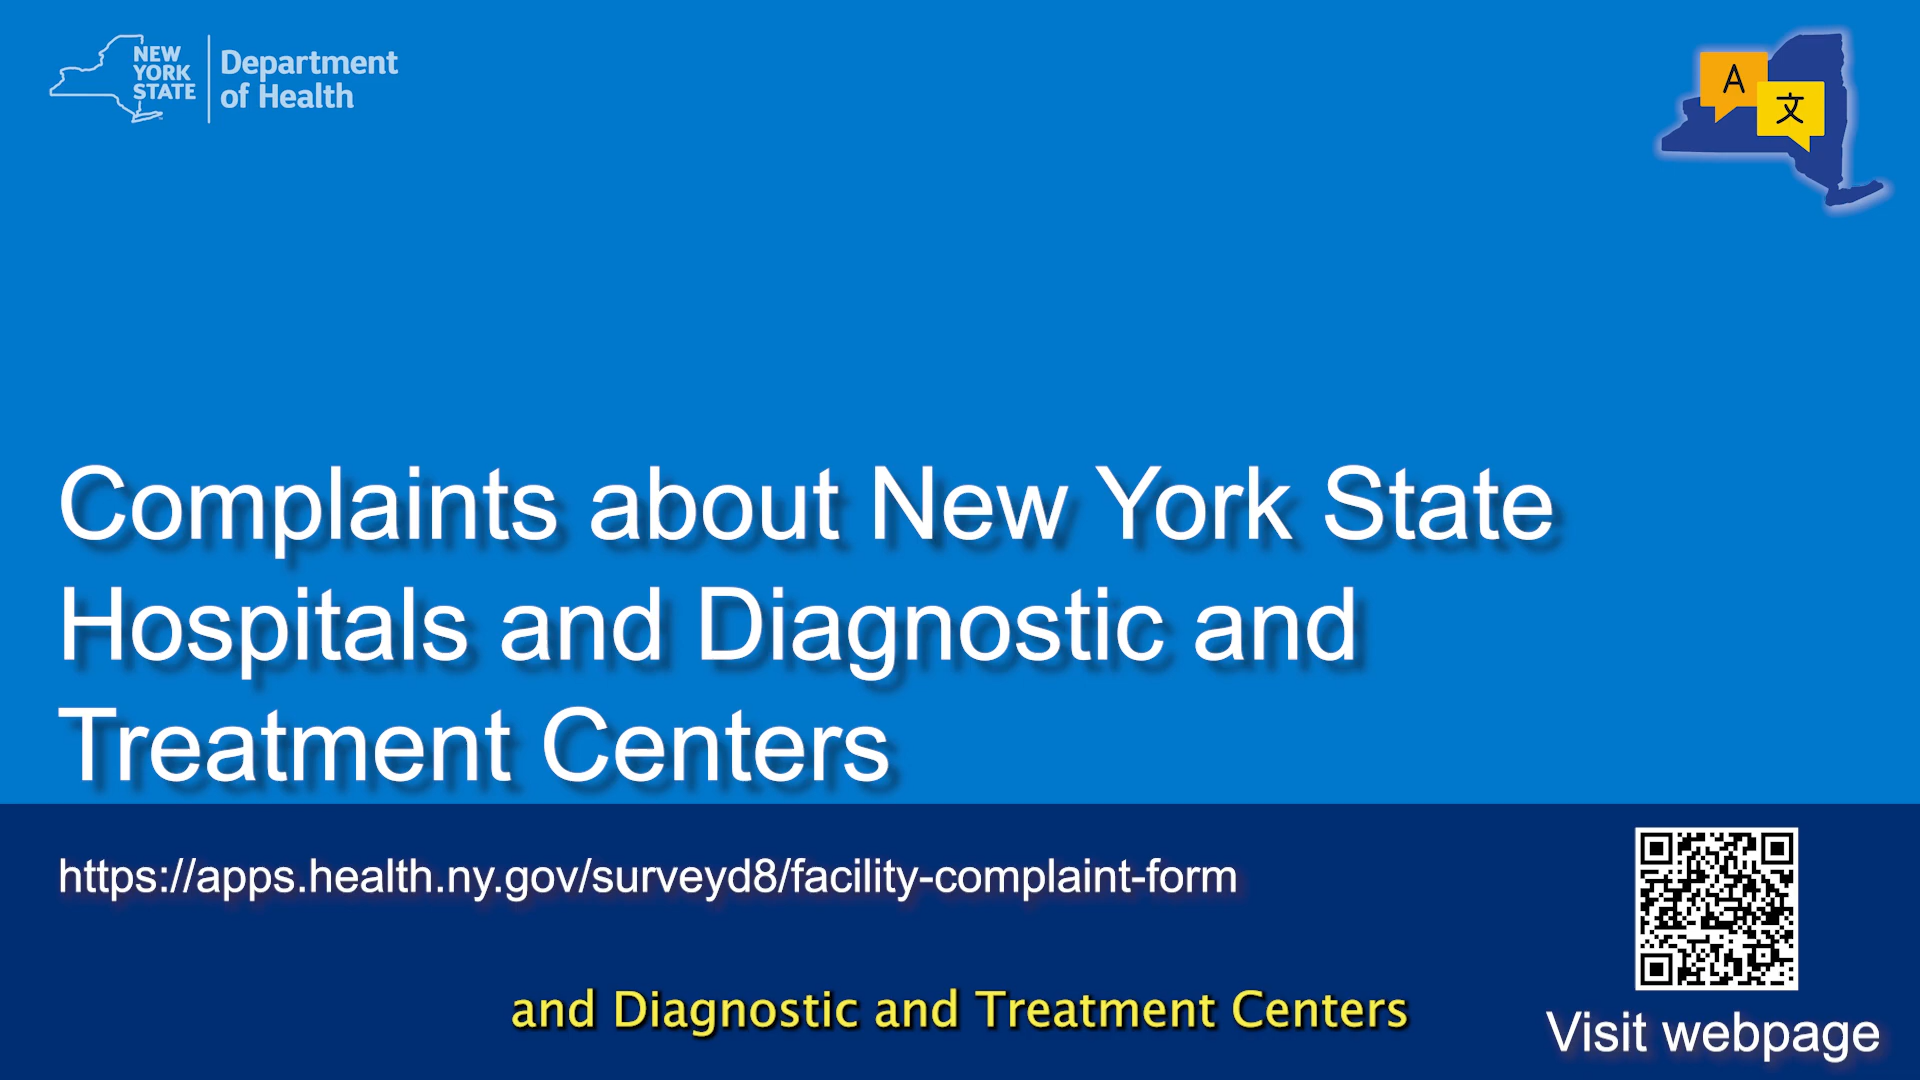 NEW
YORK
STATE
Department
of Health
A
文
Complaints about New York State
Hospitals and Diagnostic and
Treatment Centers
https://apps.health.ny.gov/surveyd8/facility-complaint-form
and Diagnostic and Treatment Centers
Visit webpage